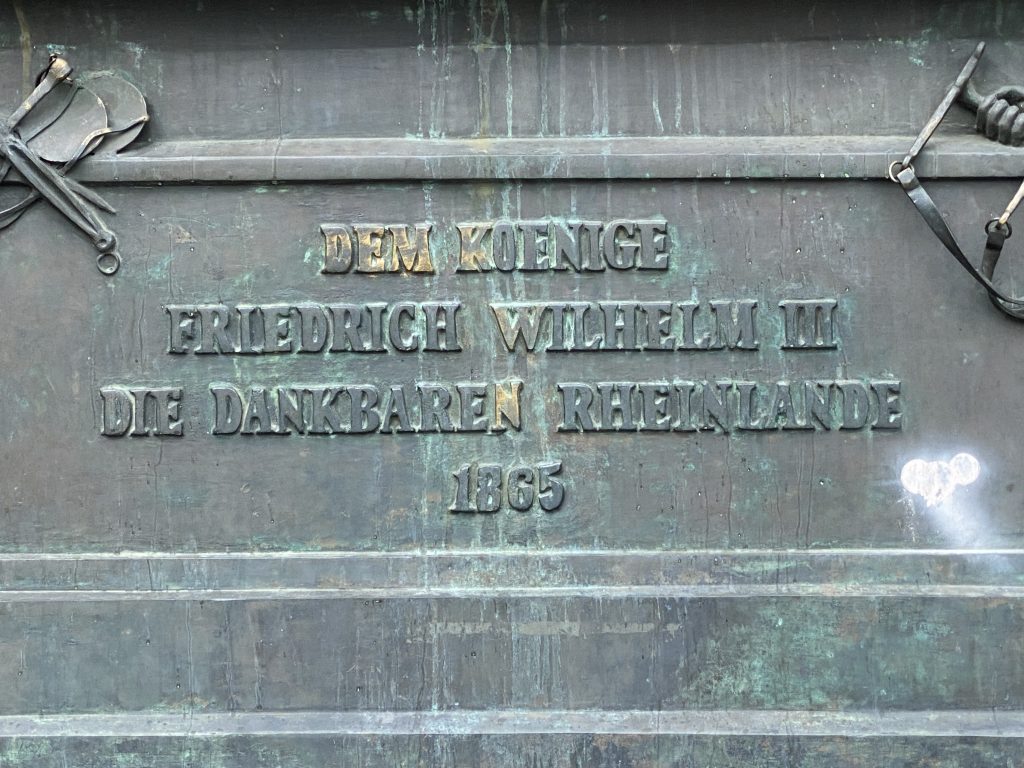 DEM KOENIGE
FRIEDRICH WILHELM III
DIE DANKBAREN RHEINLANDE
1865